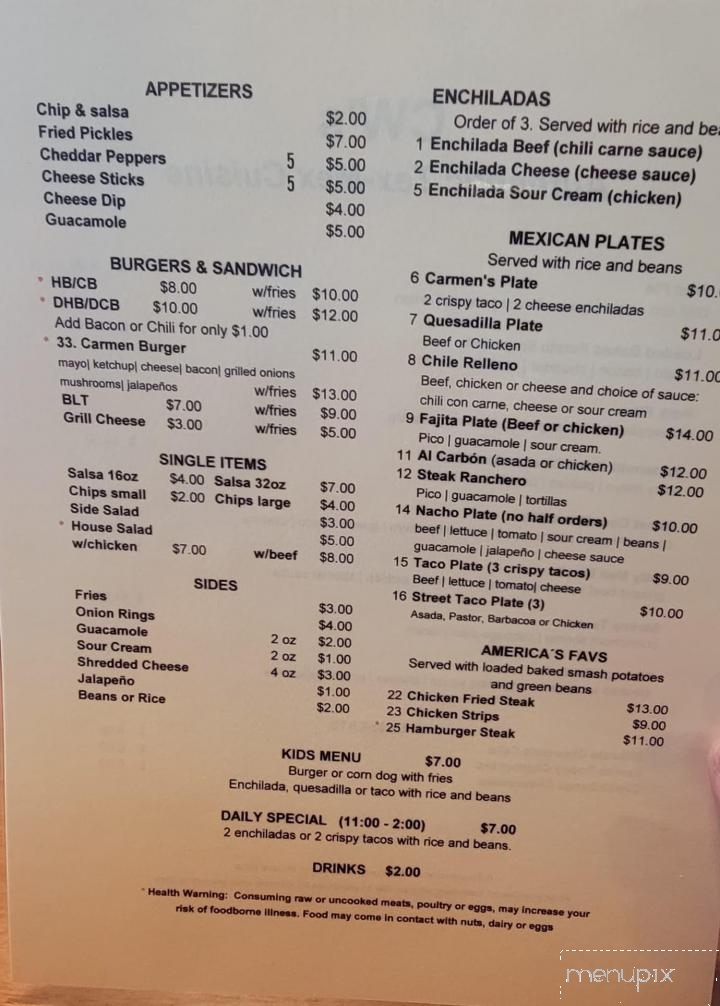 APPETIZERS
Chip & salsa $2.00
Fried Pickles $7.00
Cheddar Peppers 5 $5.00
Cheese Sticks 5 $5.00
Cheese Dip $4.00
Guacamole $5.00
BURGERS & SANDWICH
* HB/CB $8.00 w/fries $10.00
* DHB/DCB $10.00 w/fries $12.00
Add Bacon or Chili for only $1.00
* 33. Carmen Burger $11.00
mayo| ketchup| cheese| bacon| grilled onions
mushrooms| jalapeños w/fries $13.00
BLT $7.00 w/fries $9.00
Grill Cheese $3.00 w/fries $5.00
SINGLE ITEMS
Salsa 16oz $4.00 Salsa 32oz $7.00
Chips small $2.00 Chips large $4.00
Side Salad $3.00
* House Salad $5.00
w/chicken $7.00 w/beef $8.00
SIDES
Fries $3.00
Onion Rings $4.00
Guacamole 2 oz $2.00
Sour Cream 2 oz $1.00
Shredded Cheese 4 oz $3.00
Jalapeño $1.00
Beans or Rice $2.00
ENCHILADAS
Order of 3. Served with rice and bea
1 Enchilada Beef (chili carne sauce)
2 Enchilada Cheese (cheese sauce)
5 Enchilada Sour Cream (chicken)
MEXICAN PLATES
Served with rice and beans
6 Carmen's Plate $10.
2 crispy taco | 2 cheese enchiladas
7 Quesadilla Plate $11.0
Beef or Chicken
8 Chile Relleno $11.00
Beef, chicken or cheese and choice of sauce:
chili con carne, cheese or sour cream
9 Fajita Plate (Beef or chicken) $14.00
Pico | guacamole | sour cream.
11 Al Carbón (asada or chicken) $12.00
12 Steak Ranchero $12.00
Pico | guacamole | tortillas
14 Nacho Plate (no half orders) $10.00
beef | lettuce | tomato | sour cream | beans |
guacamole | jalapeño | cheese sauce
15 Taco Plate (3 crispy tacos) $9.00
Beef | lettuce | tomato| cheese
16 Street Taco Plate (3) $10.00
Asada, Pastor, Barbacoa or Chicken
AMERICA´S FAVS
Served with loaded baked smash potatoes
and green beans
22 Chicken Fried Steak $13.00
23 Chicken Strips $9.00
* 25 Hamburger Steak $11.00
KIDS MENU $7.00
Burger or corn dog with fries
Enchilada, quesadilla or taco with rice and beans
DAILY SPECIAL (11:00 - 2:00) $7.00
2 enchiladas or 2 crispy tacos with rice and beans.
DRINKS $2.00
* Health Warning: Consuming raw or uncooked meats, poultry or eggs, may increase your
risk of foodborne illness. Food may come in contact with nuts, dairy or eggs
menupix